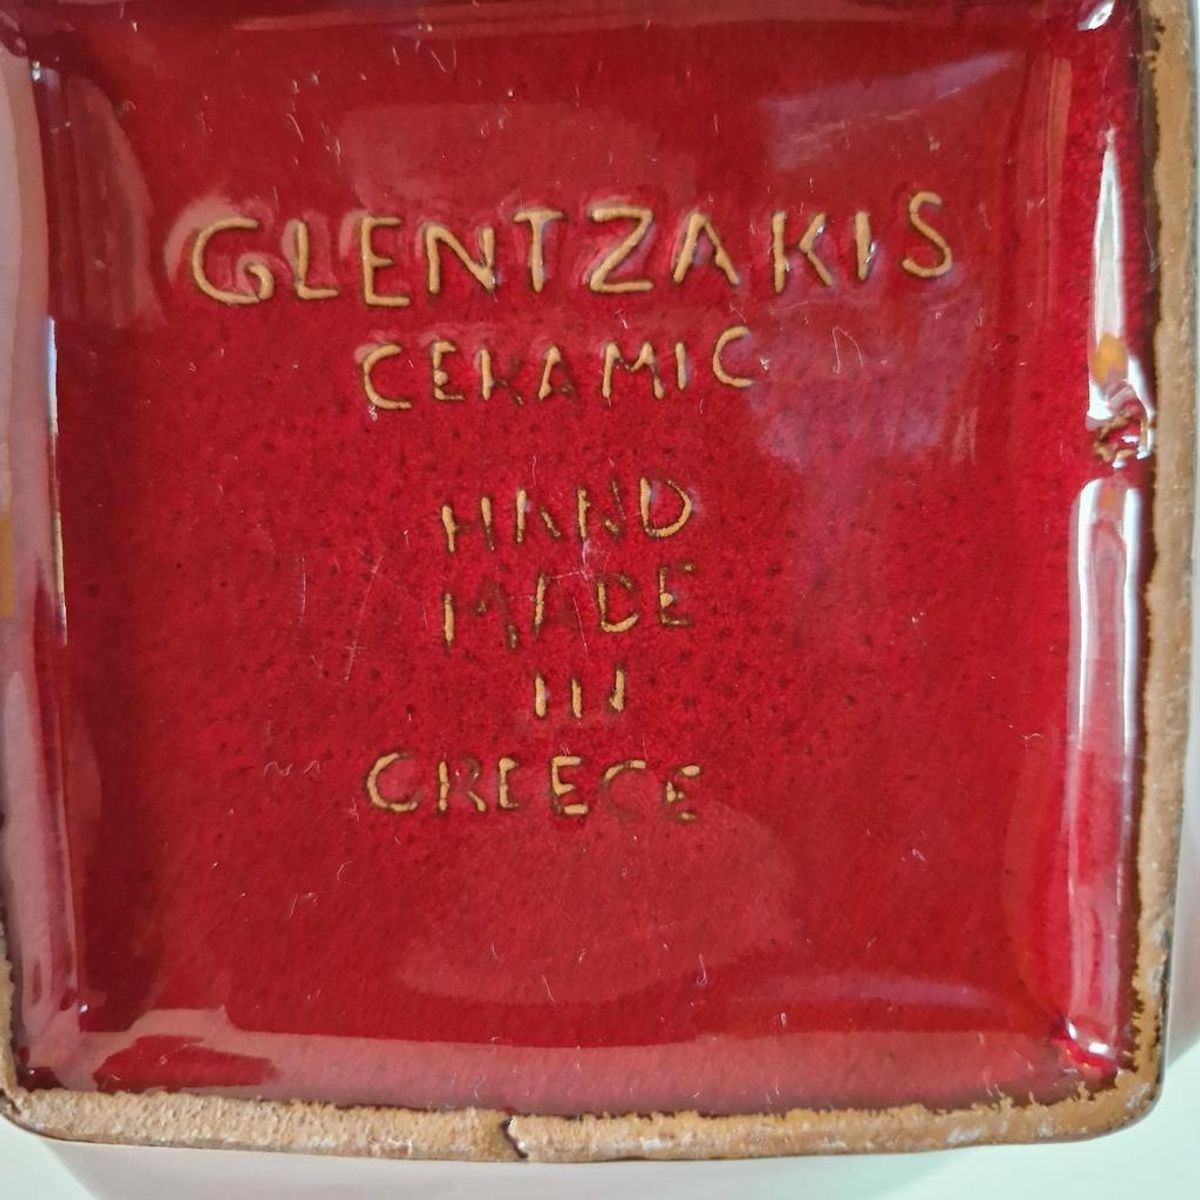 GLENTZAKIS
CERAMIC
HAND
MADE
IN
GREECE